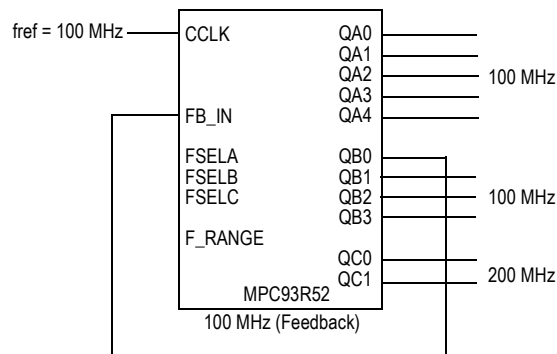 fref = 100 MHz
CCLK
QA0
QA1
QA2
100 MHz
QA3
FB_IN
QA4
FSELA
QB0
FSELB
QB1
FSELC
QB2
100 MHz
QB3
F_RANGE
QC0
QC1
200 MHz
MPC93R52
100 MHz (Feedback)